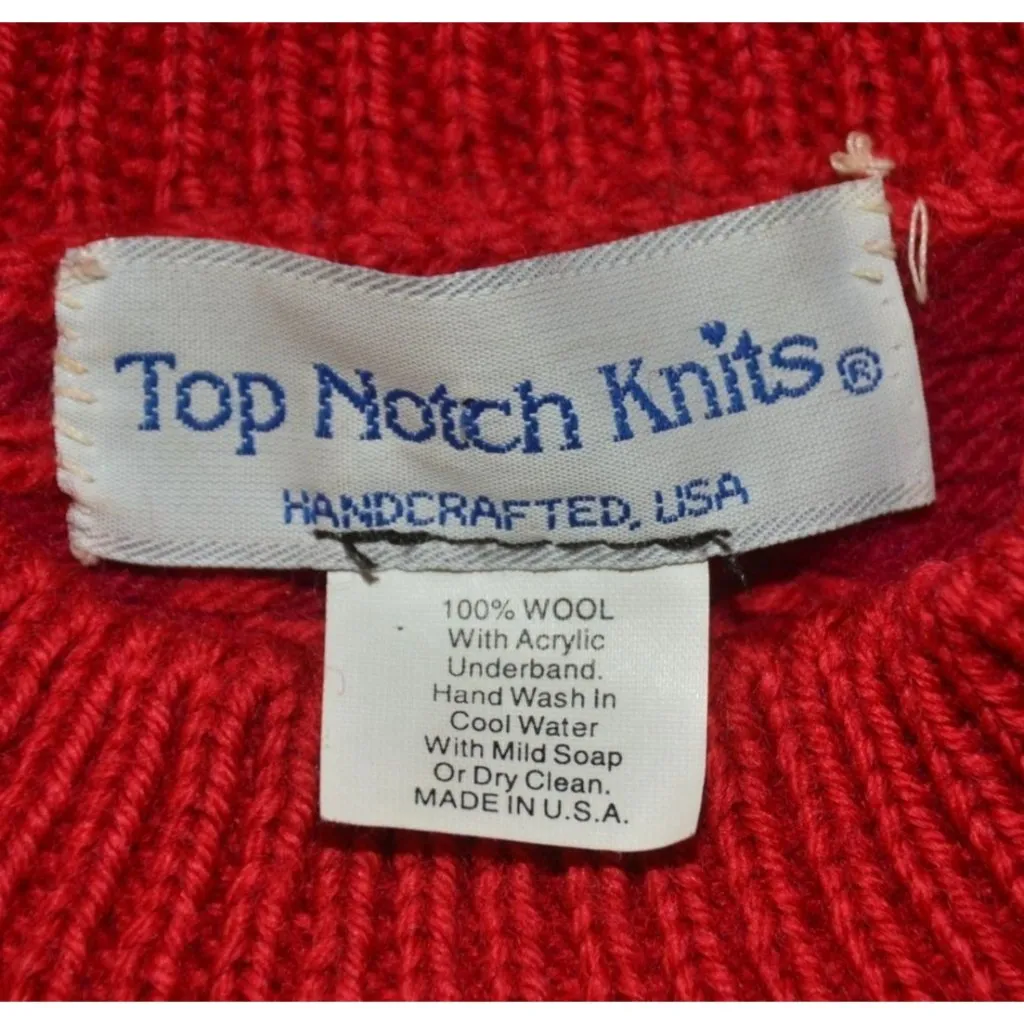 Top Notch Knits®
HANDCRAFTED, USA
100% WOOL
With Acrylic
Underband.
Hand Wash In
Cool Water
With Mild Soap
Or Dry Clean.
MADE IN U.S.A.